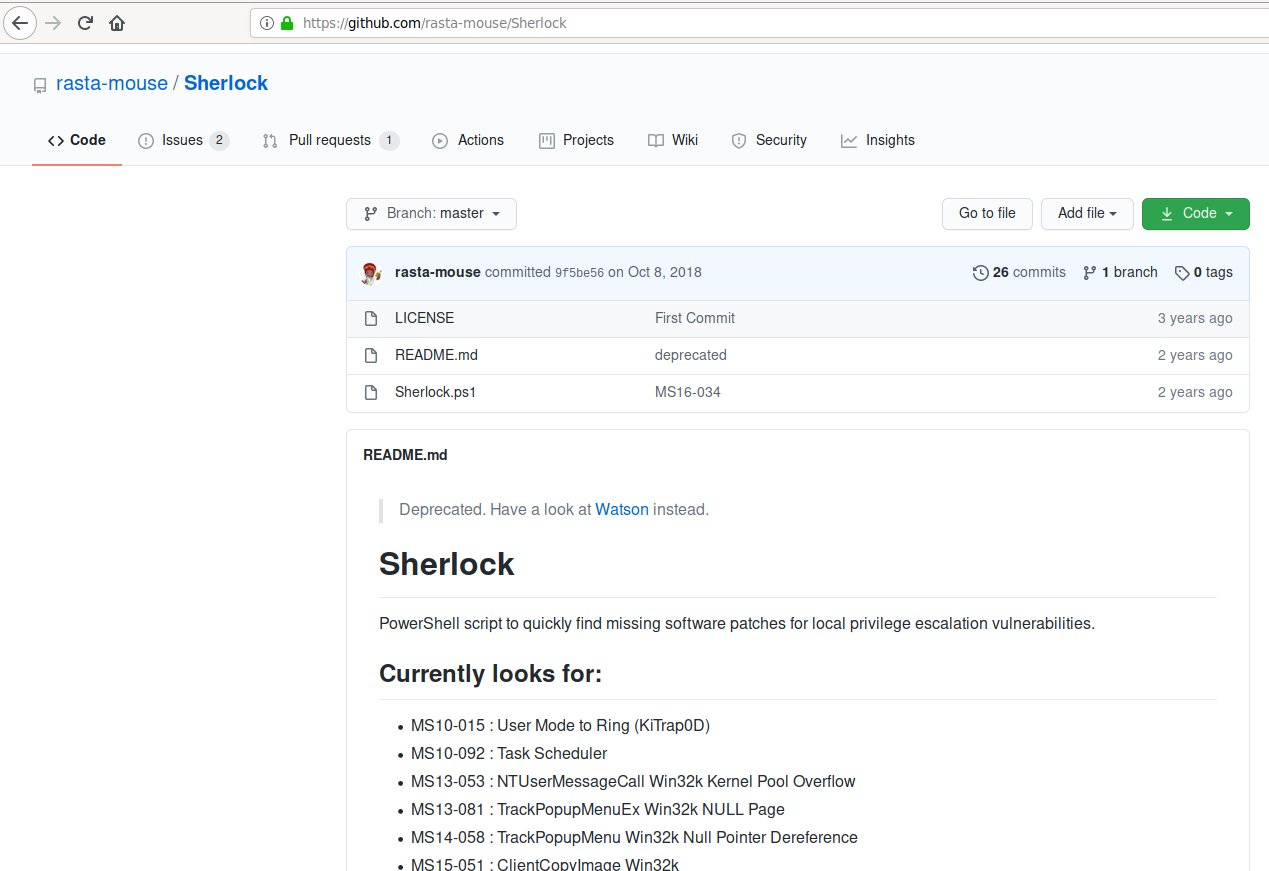 https://github.com/rasta-mouse/Sherlock
rasta-mouse / Sherlock
Code Issues 2 Pull requests 1 Actions Projects Wiki Security Insights
Branch: master Go to file Add file Code
rasta-mouse committed 9f5be56 on Oct 8, 2018 26 commits 1 branch 0 tags
LICENSE First Commit 3 years ago
README.md deprecated 2 years ago
Sherlock.ps1 MS16-034 2 years ago
README.md
Deprecated. Have a look at Watson instead.
Sherlock
PowerShell script to quickly find missing software patches for local privilege escalation vulnerabilities.
Currently looks for:
• MS10-015 : User Mode to Ring (KiTrap0D)
• MS10-092 : Task Scheduler
• MS13-053 : NTUserMessageCall Win32k Kernel Pool Overflow
• MS13-081 : TrackPopupMenuEx Win32k NULL Page
• MS14-058 : TrackPopupMenu Win32k Null Pointer Dereference
• MS15-051 : ClientCopyImage Win32k